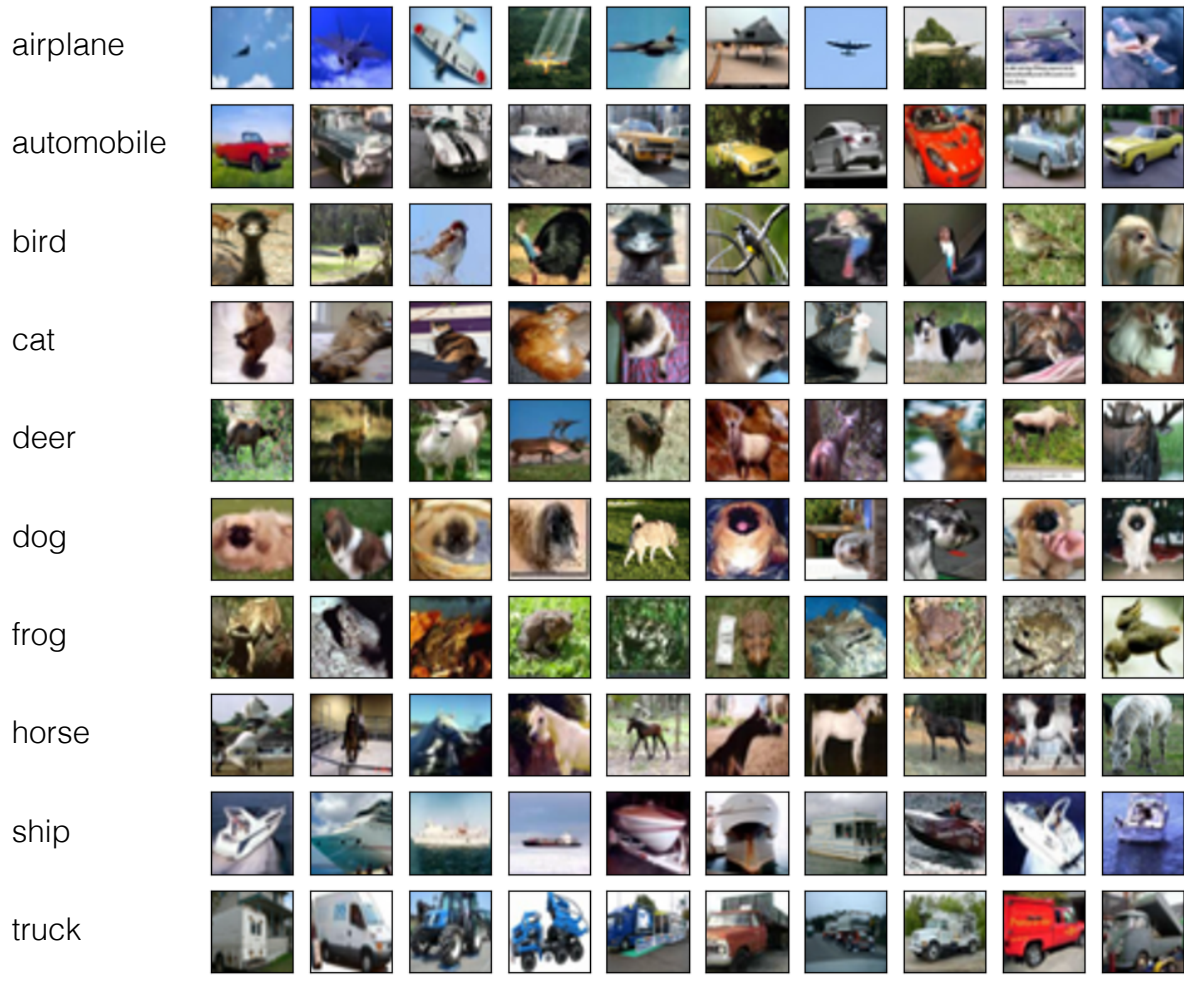 airplane
automobile
bird
cat
deer
dog
frog
horse
ship
truck